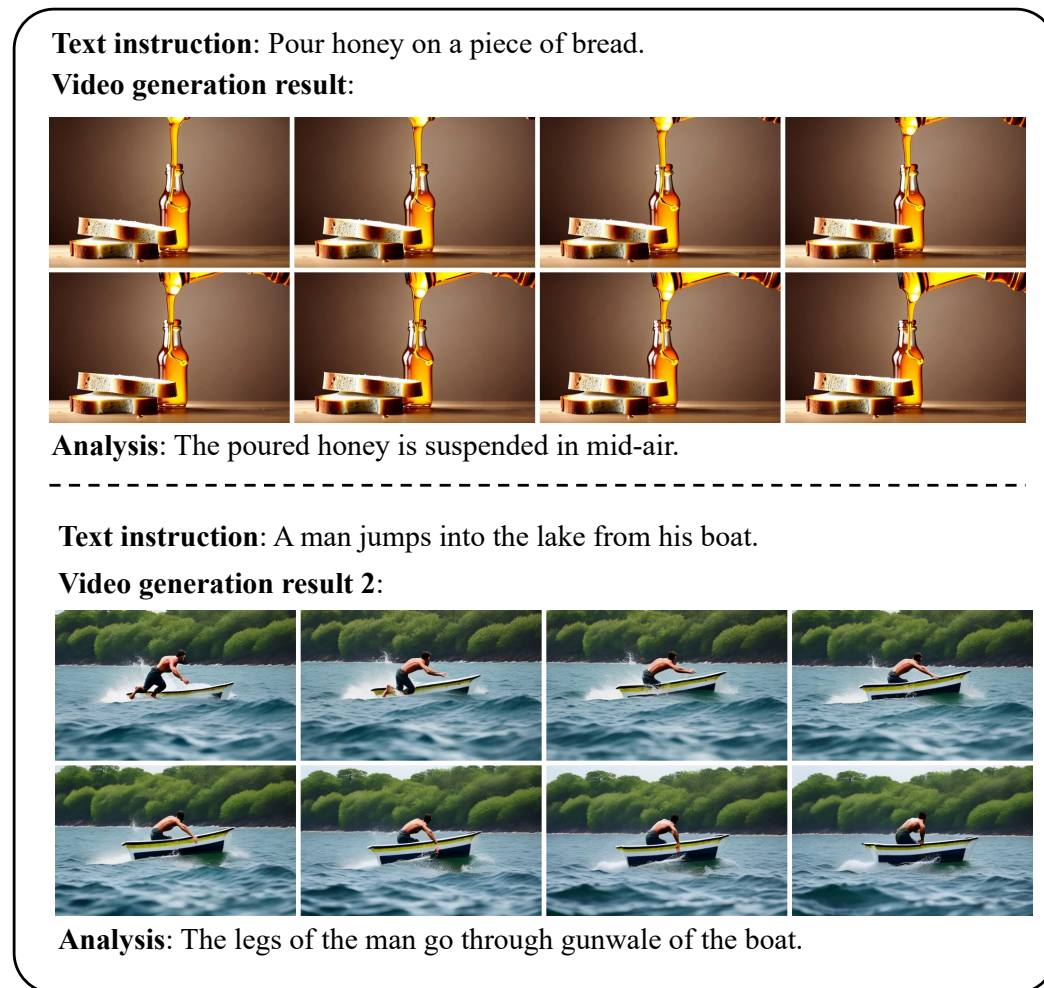 Text instruction: Pour honey on a piece of bread.
Video generation result:
Analysis: The poured honey is suspended in mid-air.
Text instruction: A man jumps into the lake from his boat.
Video generation result 2:
Analysis: The legs of the man go through gunwale of the boat.